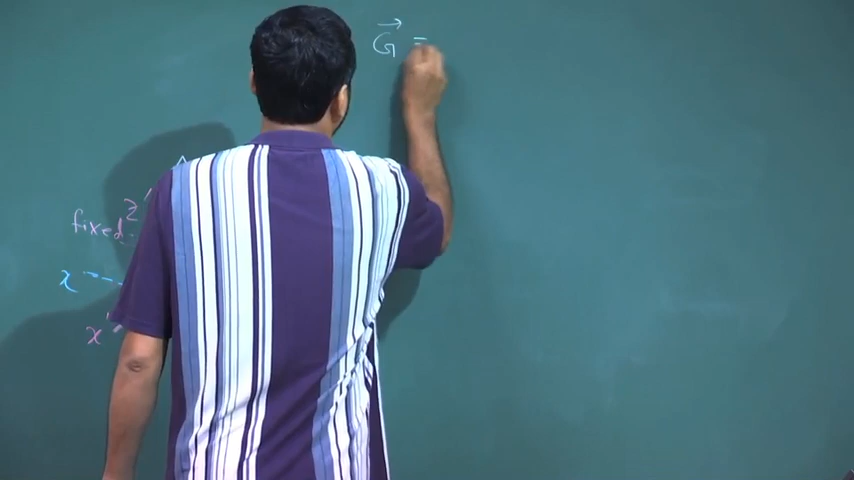 G⃗ =
z'
fixed
x
x'